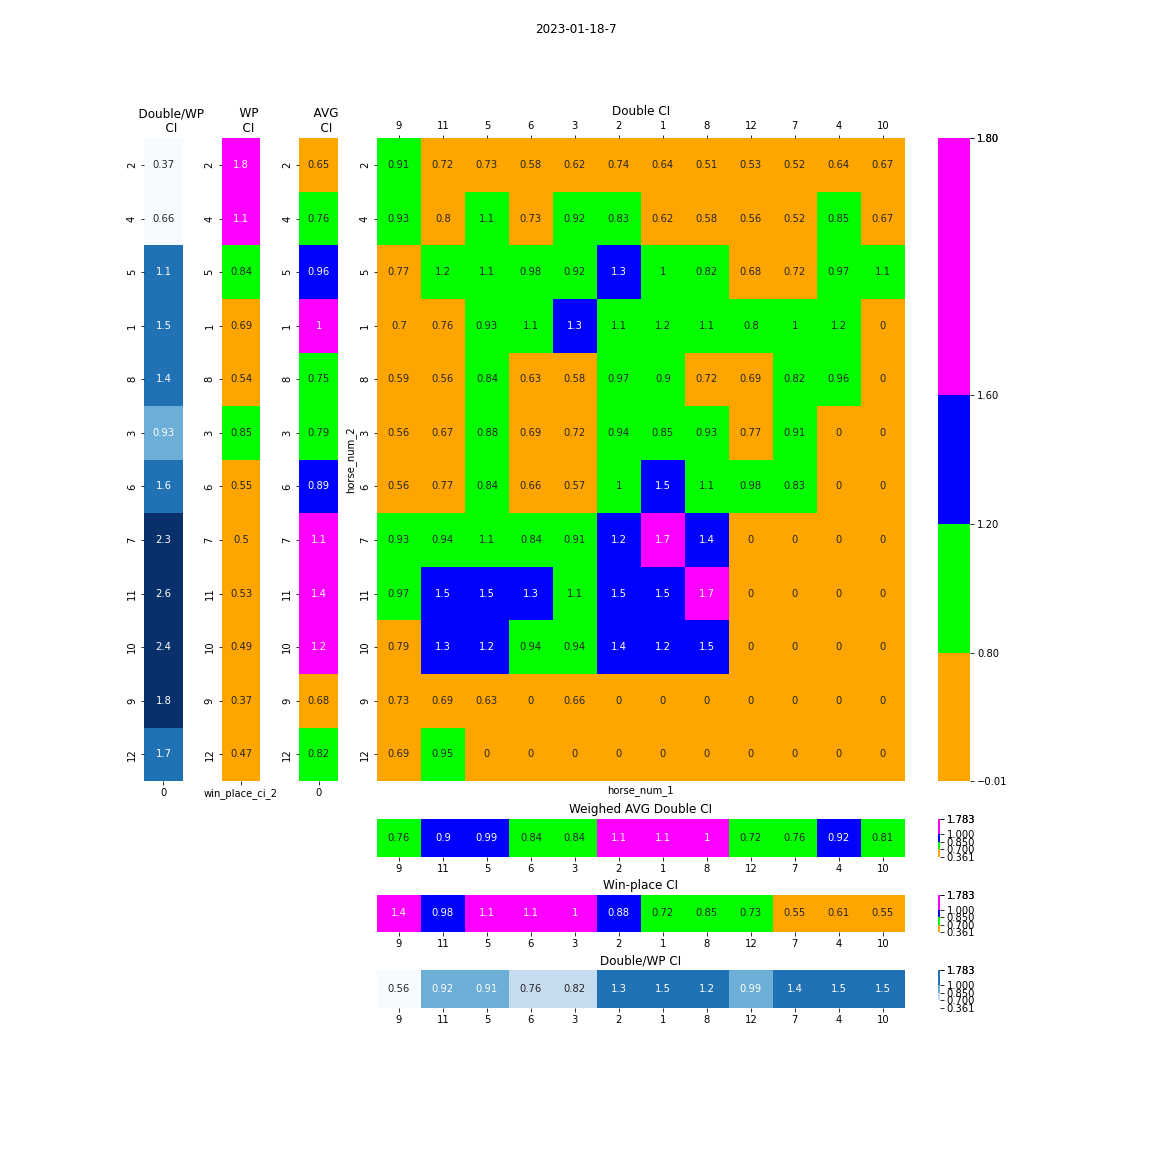 2023-01-18-7
Double/WP CI
WP CI
AVG CI
Double CI
9 11 5 6 3 2 1 8 12 7 4 10
2 0.37 2 1.8 2 0.65 2 0.91 0.72 0.73 0.58 0.62 0.74 0.64 0.51 0.53 0.52 0.64 0.67
4 0.66 4 1.1 4 0.76 4 0.93 0.8 1.1 0.73 0.92 0.83 0.62 0.58 0.56 0.52 0.85 0.67
5 1.1 5 0.84 5 0.96 5 0.77 1.2 1.1 0.98 0.92 1.3 1 0.82 0.68 0.72 0.97 1.1
1 1.5 1 0.69 1 1 1 0.7 0.76 0.93 1.1 1.3 1.1 1.2 1.1 0.8 1 1.2 0
8 1.4 8 0.54 8 0.75 8 0.59 0.56 0.84 0.63 0.58 0.97 0.9 0.72 0.69 0.82 0.96 0
3 0.93 3 0.85 3 0.79 3 0.56 0.67 0.88 0.69 0.72 0.94 0.85 0.93 0.77 0.91 0 0
6 1.6 6 0.55 6 0.89 6 0.56 0.77 0.84 0.66 0.57 1 1.5 1.1 0.98 0.83 0 0
7 2.3 7 0.5 7 1.1 7 0.93 0.94 1.1 0.84 0.91 1.2 1.7 1.4 0 0 0 0
11 2.6 11 0.53 11 1.4 11 0.97 1.5 1.5 1.3 1.1 1.5 1.5 1.7 0 0 0 0
10 2.4 10 0.49 10 1.2 10 0.79 1.3 1.2 0.94 0.94 1.4 1.2 1.5 0 0 0 0
9 1.8 9 0.37 9 0.68 9 0.73 0.69 0.63 0 0.66 0 0 0 0 0 0 0
12 1.7 12 0.47 12 0.82 12 0.69 0.95 0 0 0 0 0 0 0 0 0 0
horse_num_2
0 win_place_ci_2 0 horse_num_1
1.80
1.60
1.20
0.80
−0.01
Weighed AVG Double CI
0.76 0.9 0.99 0.84 0.84 1.1 1.1 1 0.72 0.76 0.92 0.81
9 11 5 6 3 2 1 8 12 7 4 10
1.783
1.000
0.850
0.700
0.361
Win-place CI
1.4 0.98 1.1 1.1 1 0.88 0.72 0.85 0.73 0.55 0.61 0.55
9 11 5 6 3 2 1 8 12 7 4 10
1.783
1.000
0.850
0.700
0.361
Double/WP CI
0.56 0.92 0.91 0.76 0.82 1.3 1.5 1.2 0.99 1.4 1.5 1.5
9 11 5 6 3 2 1 8 12 7 4 10
1.783
1.000
0.850
0.700
0.361